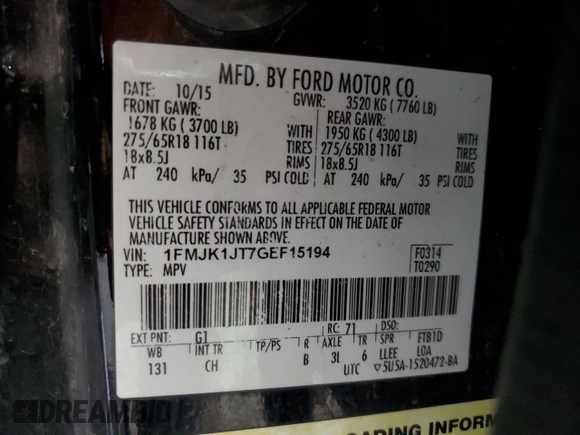 MFD. BY FORD MOTOR CO.
DATE: 10/15 GVWR: 3520 KG ( 7760 LB)
FRONT GAWR: REAR GAWR:
1678 KG ( 3700 LB) WITH 1950 KG ( 4300 LB) WITH
275/65R18 116T TIRES 275/65R18 116T TIRES
18x8.5J RIMS 18x8.5J RIMS
AT 240 kPa/ 35 PSI COLD AT 240 kPa/ 35 PSI COLD
THIS VEHICLE CONFORMS TO ALL APPLICABLE FEDERAL MOTOR
VEHICLE SAFETY STANDARDS IN EFFECT ON THE DATE OF
MANUFACTURE SHOWN ABOVE.
VIN: 1FMJK1JT7GEF15194 F0314
TYPE: MPV T0290
EXT PNT: G1 RC: 71 DSO:
WB INT TR TP/PS R AXLE TR SPR FTB1D
131 CH B 3L 6 LLEE LOA
UTC ▽5U5A-1520472-BA
DREAMBID
ADING INFORM